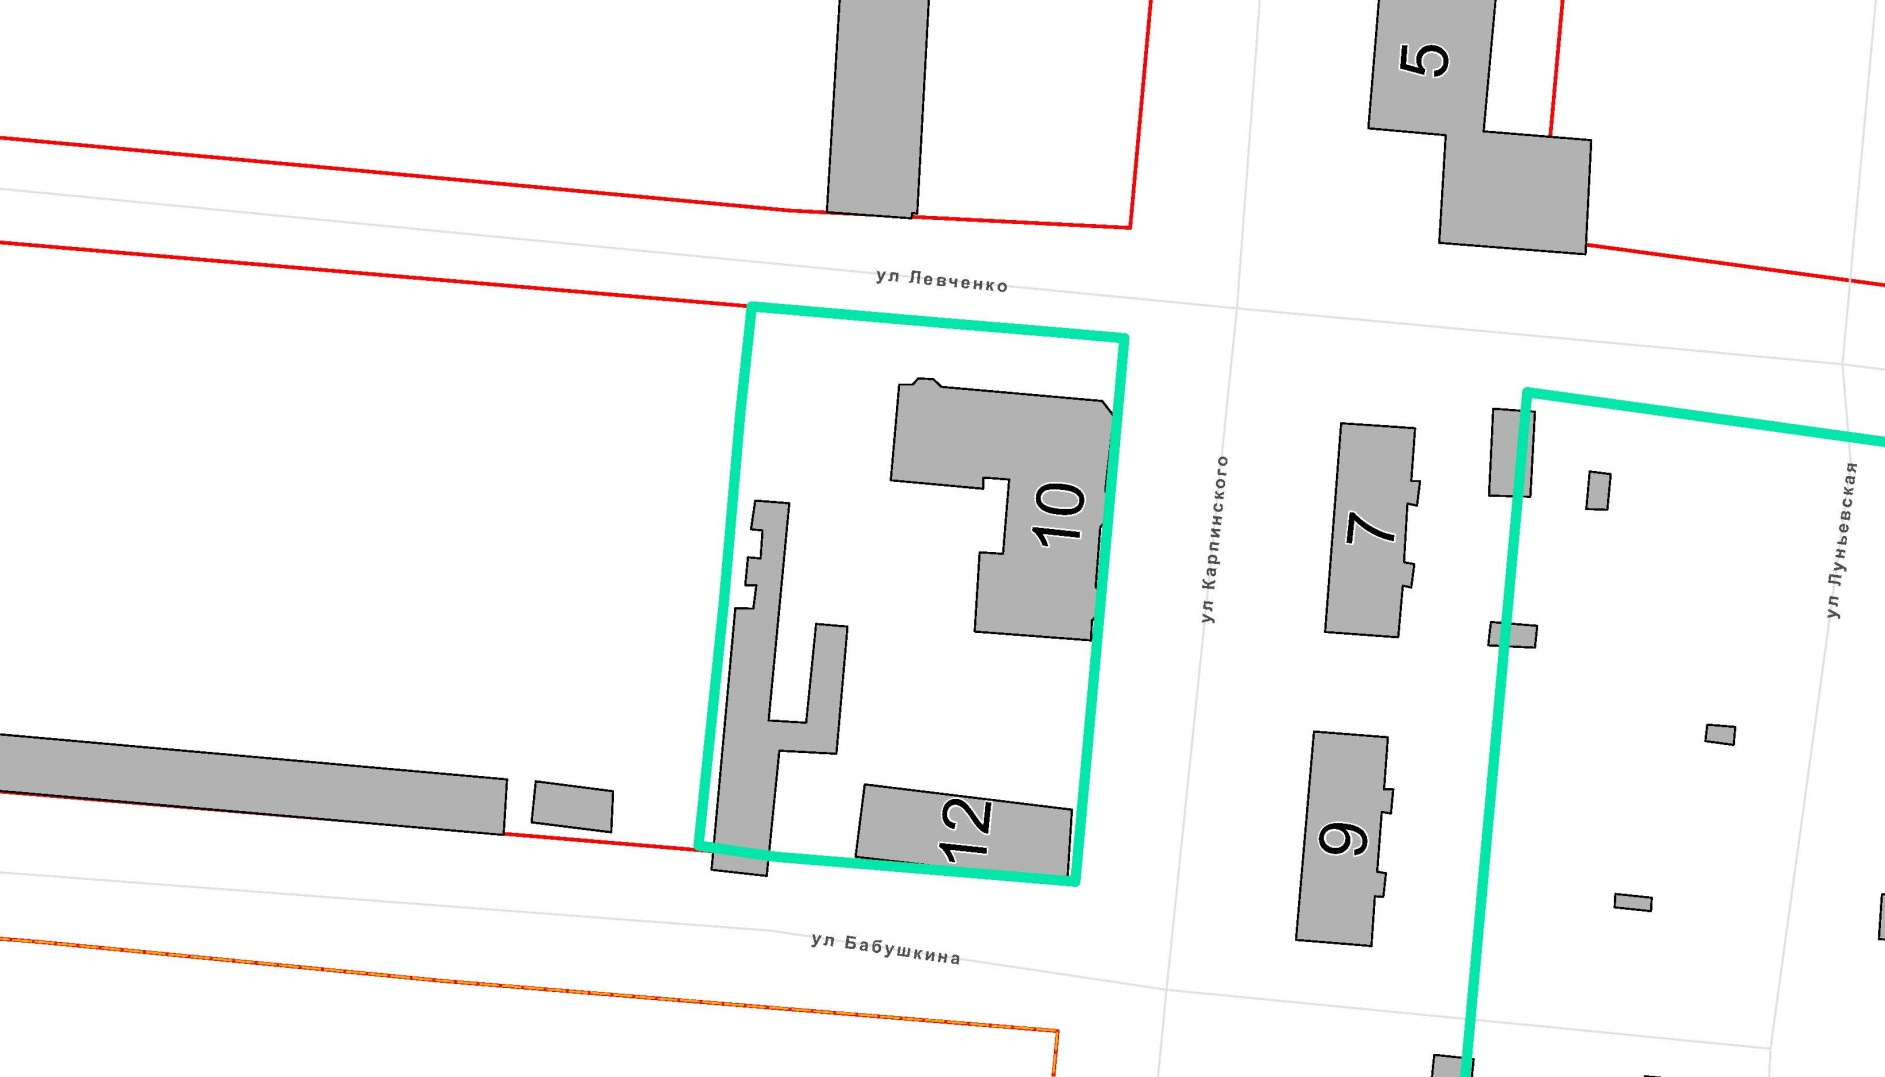 5
ул Левченко
10
7
ул Карпинского
ул Луньевская
12
9
ул Бабушкина